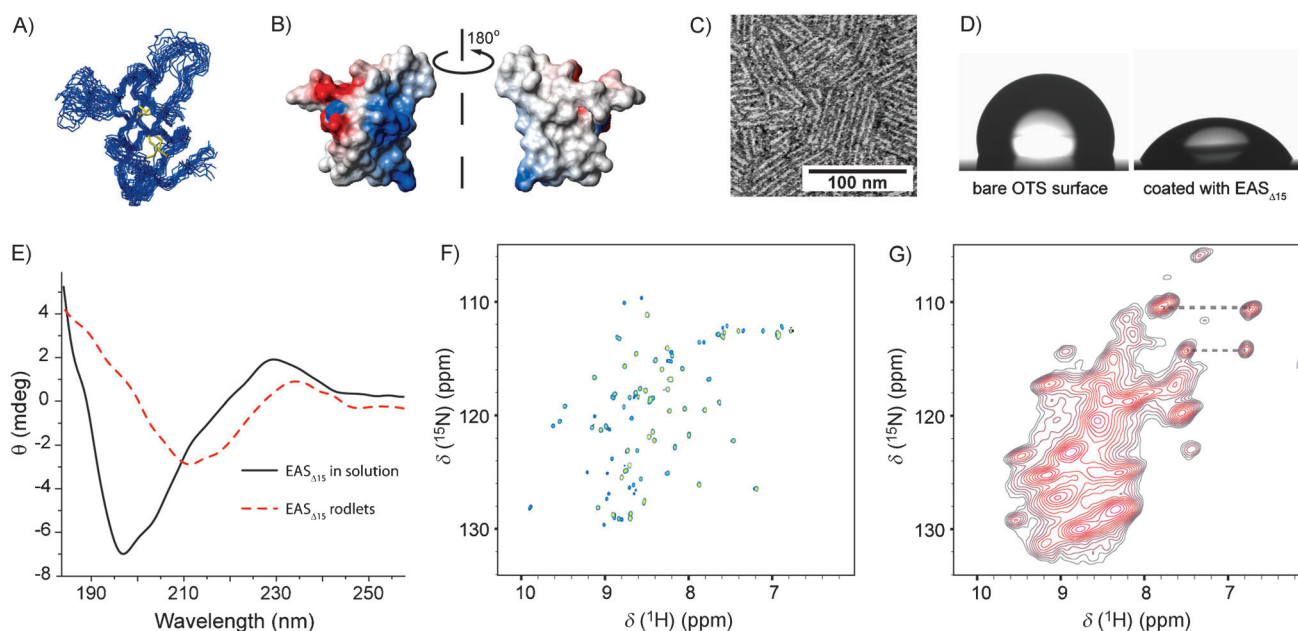 A)
B)
180°
C)
100 nm
D)
bare OTS surface
coated with EASΔ15
E)
θ (mdeg)
4
2
0
-2
-4
-6
-8
EASΔ15 in solution
EASΔ15 rodlets
190
210
230
250
Wavelength (nm)
F)
δ (15N) (ppm)
110
120
130
10
9
8
7
δ (1H) (ppm)
G)
δ (15N) (ppm)
110
120
130
10
9
8
7
δ (1H) (ppm)